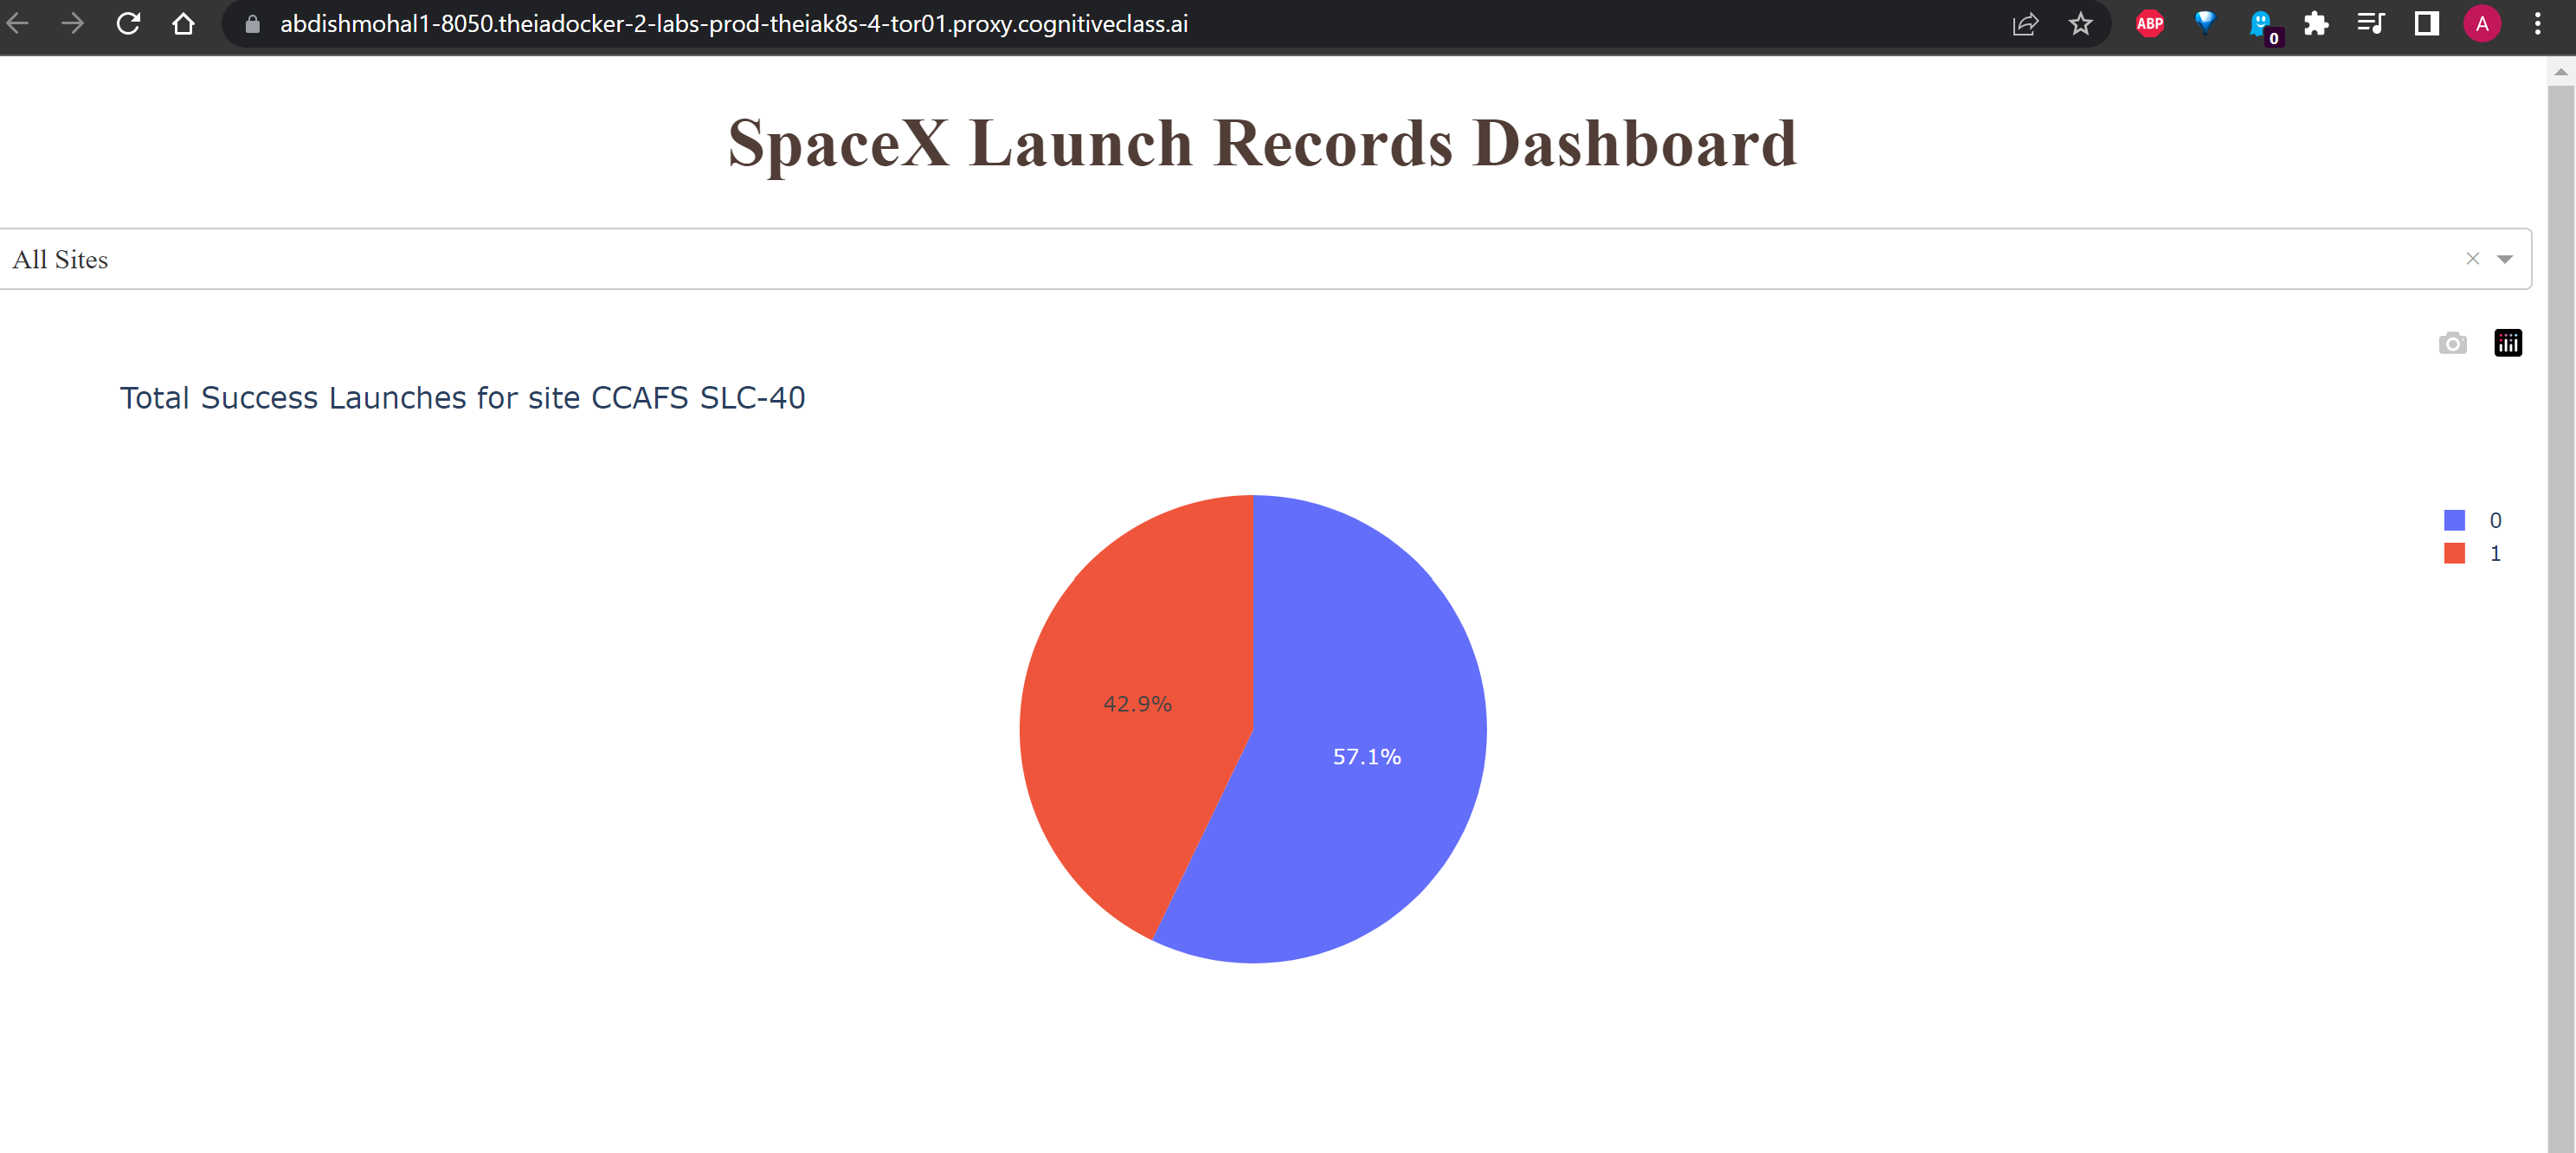 abdishmohal1-8050.theiadocker-2-labs-prod-theiak8s-4-tor01.proxy.cognitiveclass.ai
ABP
0
A
SpaceX Launch Records Dashboard
All Sites
Total Success Launches for site CCAFS SLC-40
0
1
42.9%
57.1%